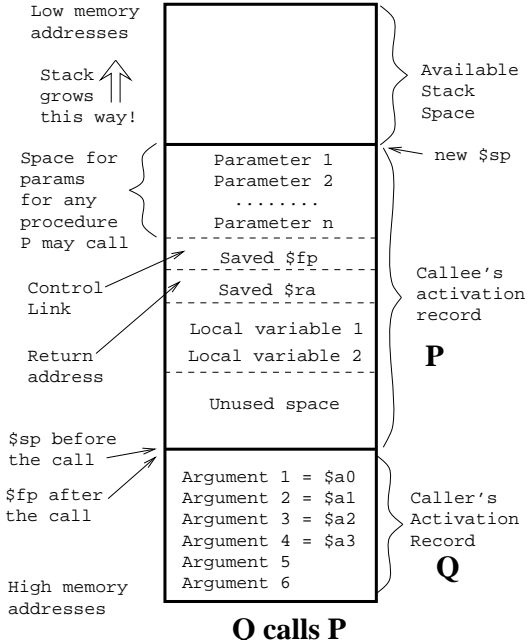 Low memory
addresses
Stack
grows
this way!
Available
Stack
Space
new $sp
Space for
params
for any
procedure
P may call
Parameter 1
Parameter 2
........
Parameter n
Saved $fp
Saved $ra
Control
Link
Return
address
Local variable 1
Local variable 2
Unused space
Callee's
activation
record
P
$sp before
the call
$fp after
the call
Argument 1 = $a0
Argument 2 = $a1
Argument 3 = $a2
Argument 4 = $a3
Argument 5
Argument 6
Caller's
Activation
Record
Q
High memory
addresses
O calls P